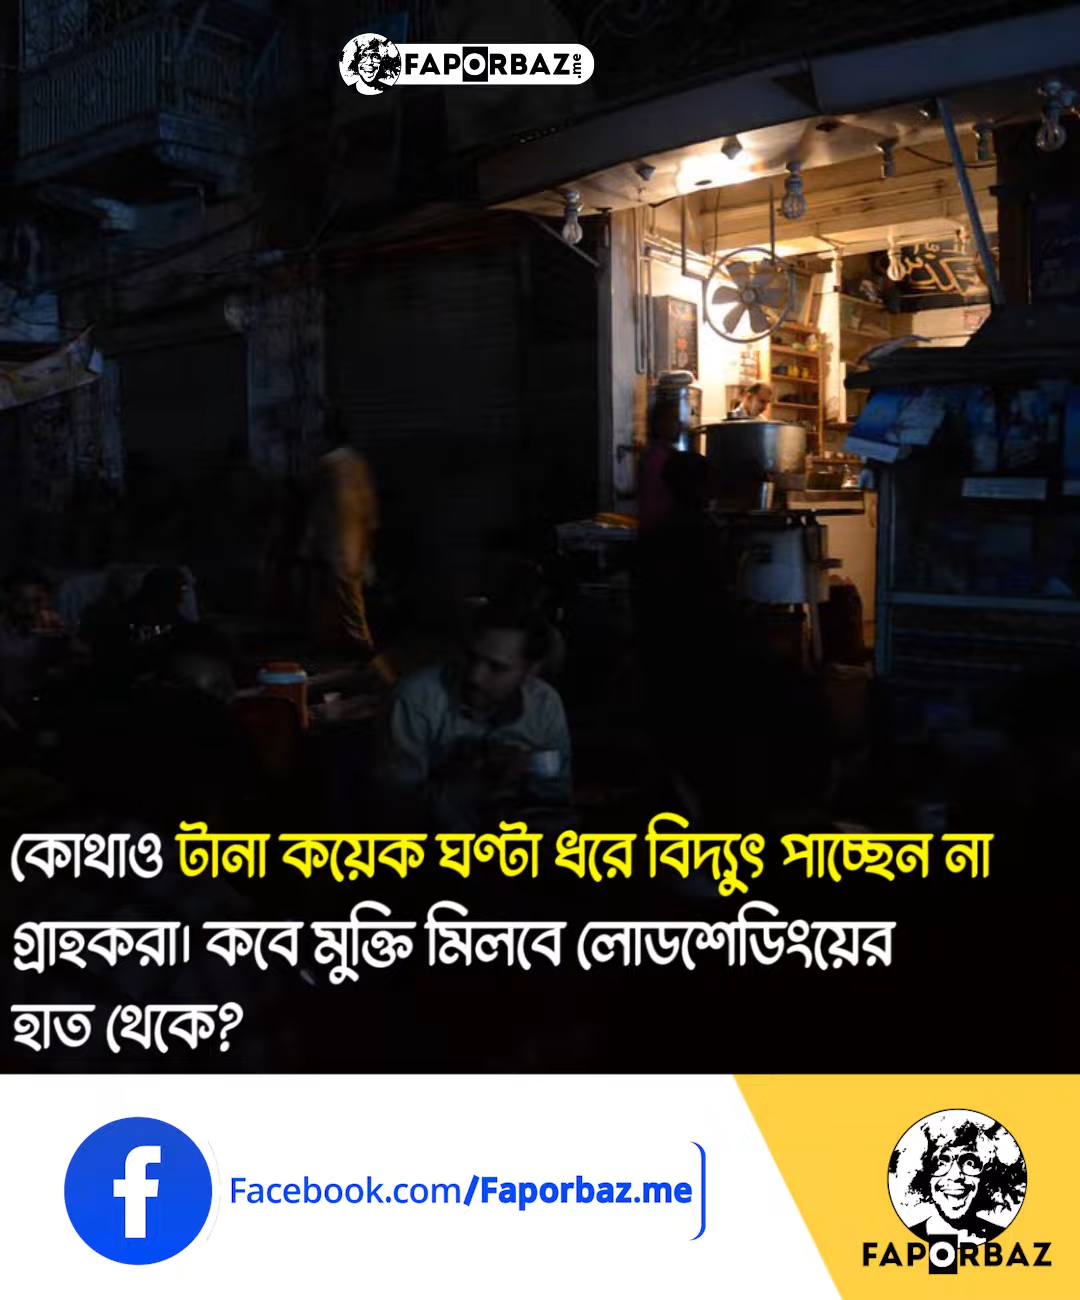 FAPORBAZ.me
কোথাও টানা কয়েক ঘণ্টা ধরে বিদ্যুৎ পাচ্ছেন না
গ্রাহকরা। কবে মুক্তি মিলবে লোডশেডিংয়ের
হাত থেকে?
Facebook.com/Faporbaz.me
FAPORBAZ